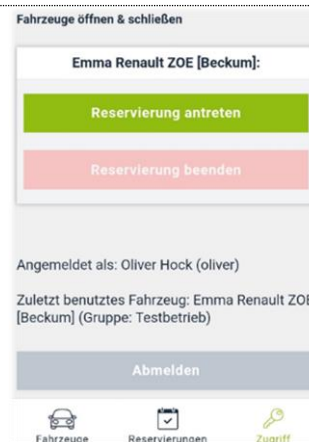 Fahrzeuge öffnen & schließen
Emma Renault ZOE [Beckum]:
Reservierung antreten
Reservierung beenden
Angemeldet als: Oliver Hock (oliver)
Zuletzt benutztes Fahrzeug: Emma Renault ZOE
[Beckum] (Gruppe: Testbetrieb)
Abmelden
Fahrzeuge Reservierungen Zugriff